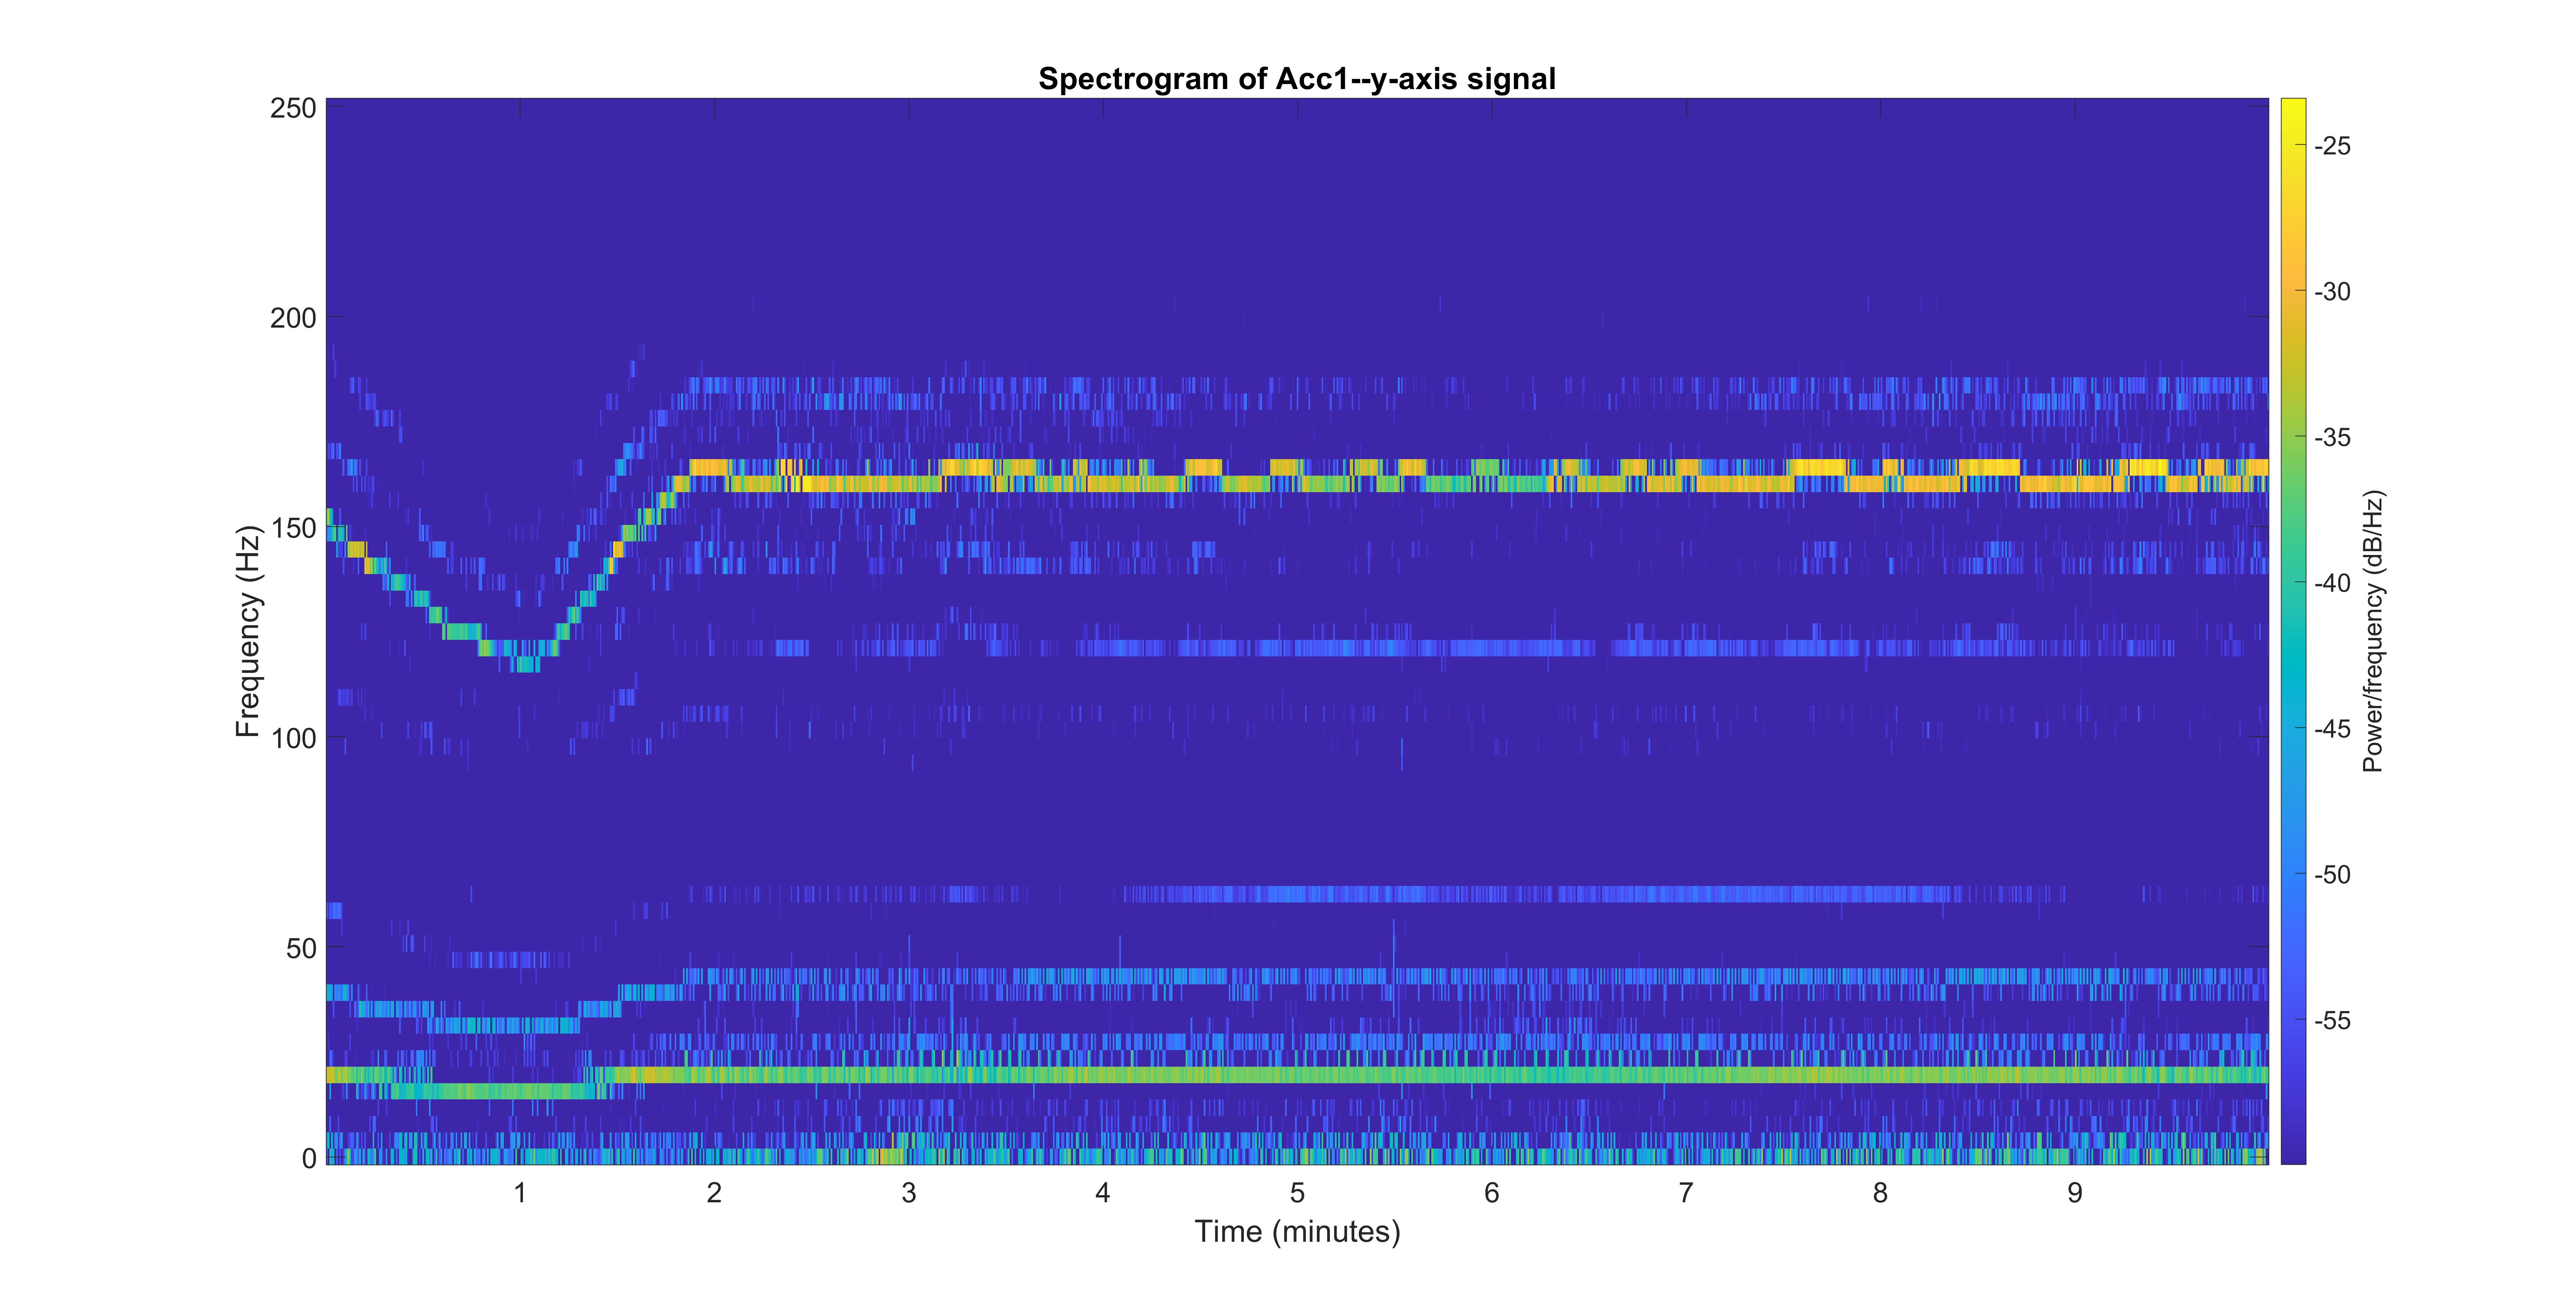 Spectrogram of Acc1--y-axis signal
250
200
150
100
50
0
Frequency (Hz)
1 2 3 4 5 6 7 8 9
Time (minutes)
-25
-30
-35
-40
-45
-50
-55
Power/frequency (dB/Hz)